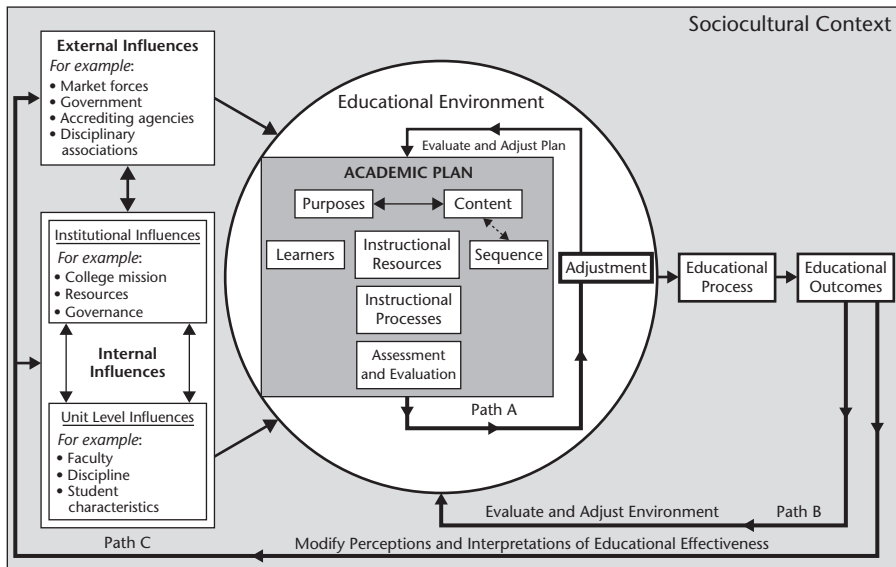 Sociocultural Context
External Influences
For example:
• Market forces
• Government
• Accrediting agencies
• Disciplinary
associations
Institutional Influences
For example:
• College mission
• Resources
• Governance
Internal
Influences
Unit Level Influences
For example:
• Faculty
• Discipline
• Student
characteristics
Educational Environment
Evaluate and Adjust Plan
ACADEMIC PLAN
Purposes
Content
Learners
Instructional
Resources
Sequence
Instructional
Processes
Assessment
and Evaluation
Path A
Adjustment
Educational
Process
Educational
Outcomes
Evaluate and Adjust Environment
Path B
Path C
Modify Perceptions and Interpretations of Educational Effectiveness